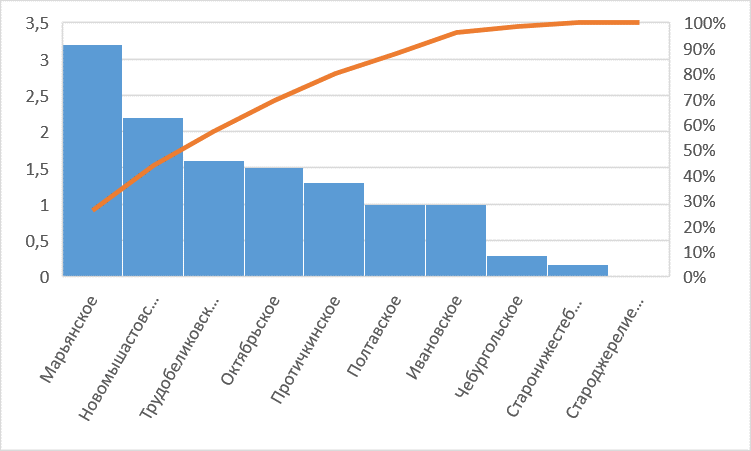 3,5
3
2,5
2
1,5
1
0,5
0
100%
90%
80%
70%
60%
50%
40%
30%
20%
10%
0%
Марьянское
Новомышастовс...
Трудобеликовск...
Октябрьское
Протичкинское
Полтавское
Ивановское
Чебургольское
Старонижестеб...
Староджерелие...